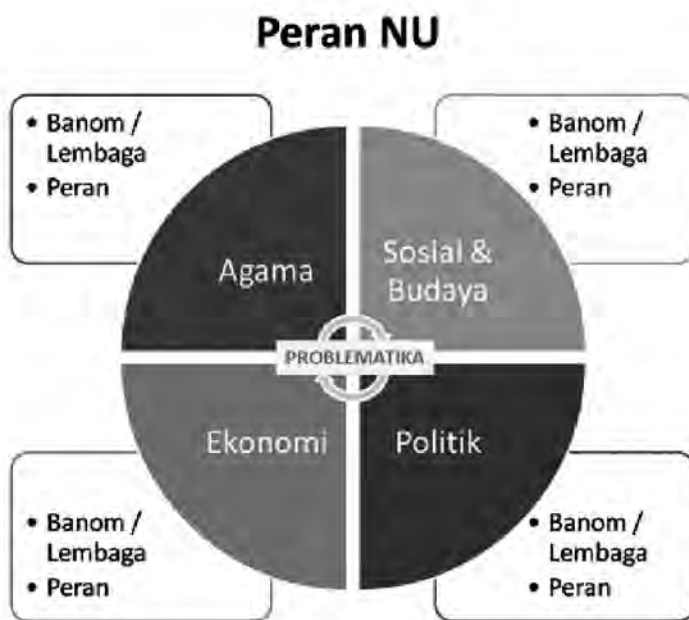 Peran NU
• Banom /
Lembaga
• Peran
• Banom /
Lembaga
• Peran
Agama
Sosial &
Budaya
PROBLEMATIKA
Ekonomi
Politik
• Banom /
Lembaga
• Peran
• Banom /
Lembaga
• Peran